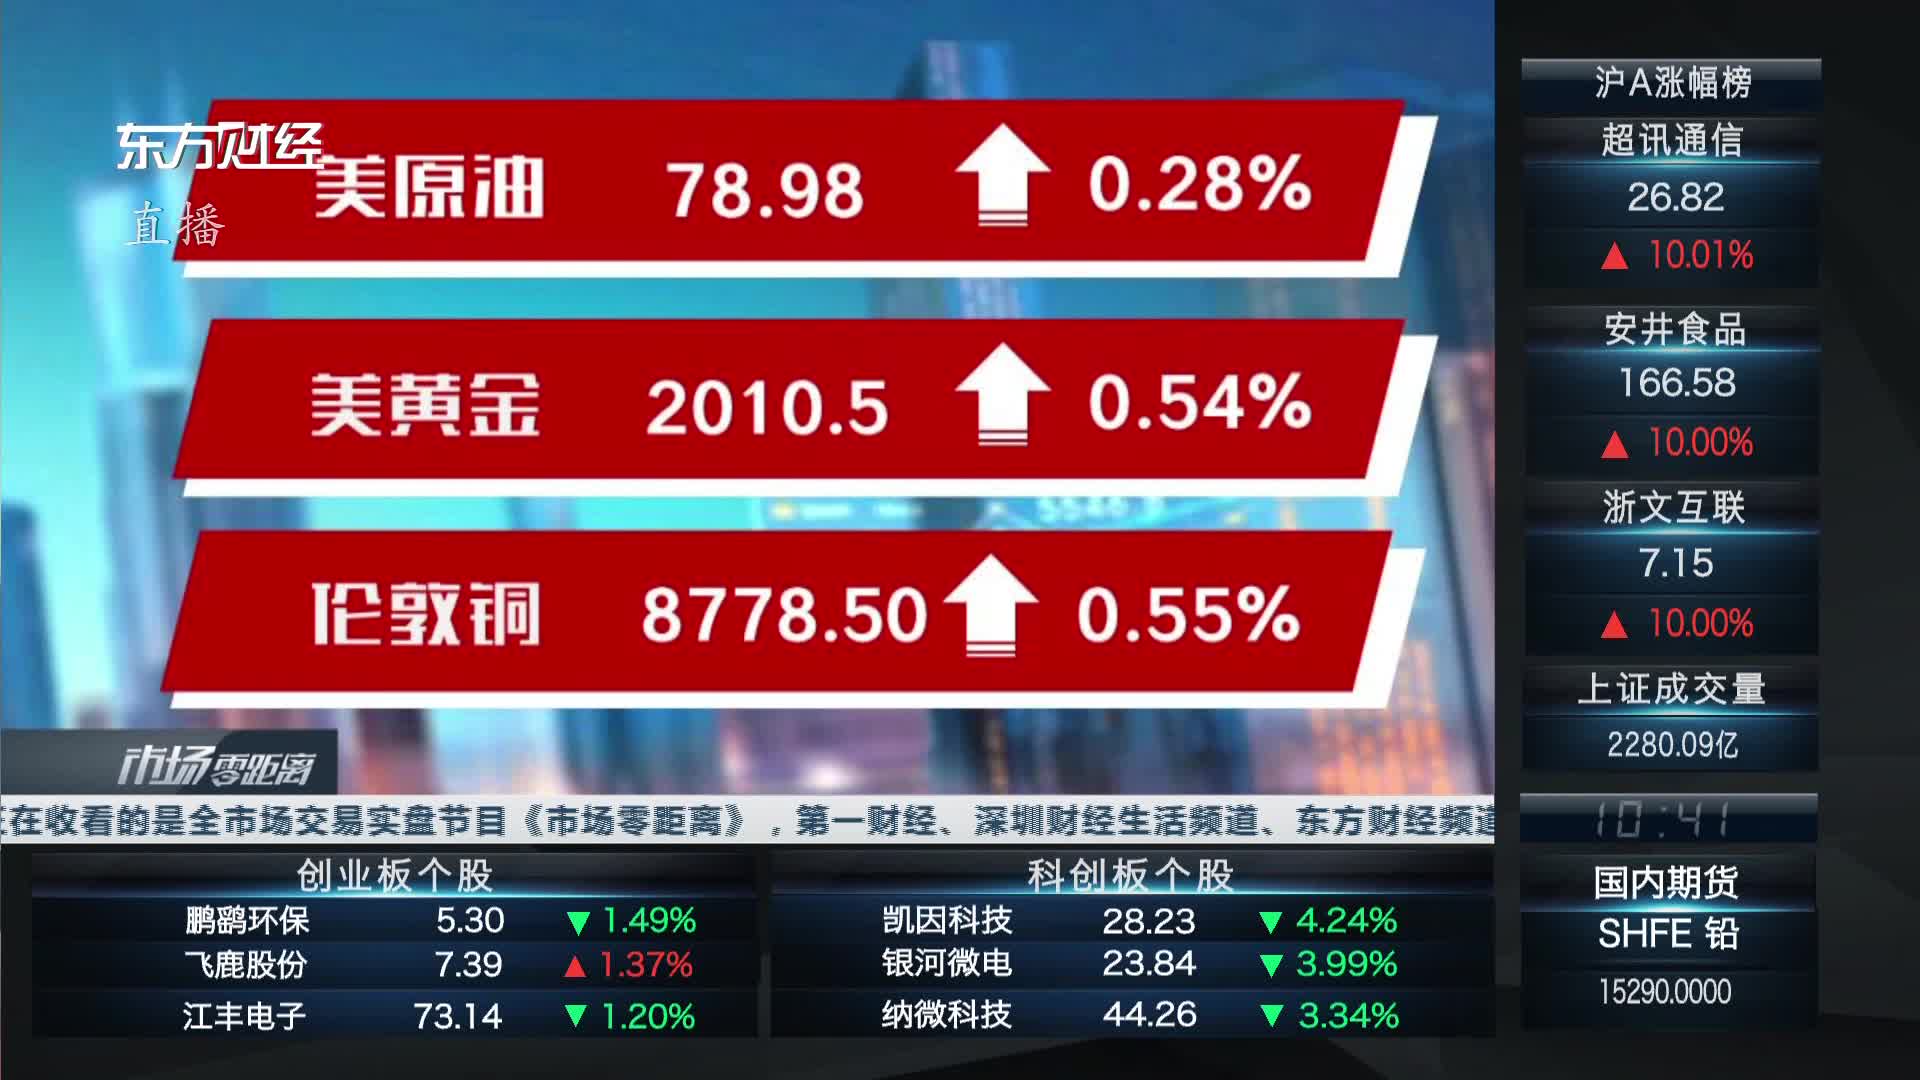 东方财经
直播
美原油 78.98 0.28%
美黄金 2010.5 0.54%
伦敦铜 8778.50 0.55%
市场零距离
在收看的是全市场交易实盘节目《市场零距离》，第一财经、深圳财经生活频道、东方财经频道
创业板个股
鹏鹞环保 5.30 ▼ 1.49%
飞鹿股份 7.39 ▲ 1.37%
江丰电子 73.14 ▼ 1.20%
科创板个股
凯因科技 28.23 ▼ 4.24%
银河微电 23.84 ▼ 3.99%
纳微科技 44.26 ▼ 3.34%
沪A涨幅榜
超讯通信
26.82
▲ 10.01%
安井食品
166.58
▲ 10.00%
浙文互联
7.15
▲ 10.00%
上证成交量
2280.09亿
10:41
国内期货
SHFE 铅
15290.0000